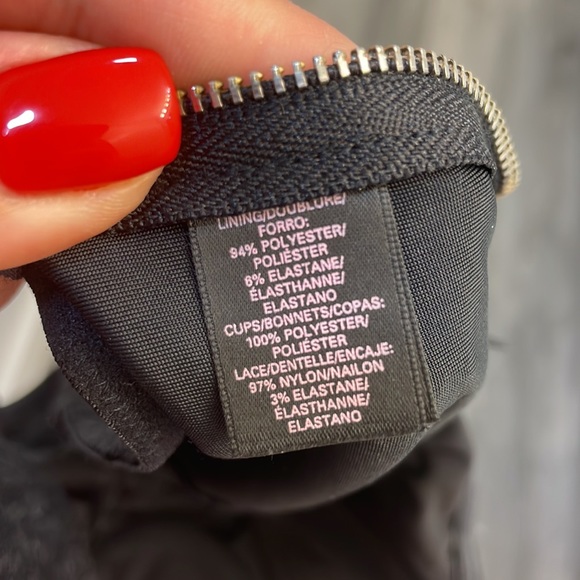 LINING/DOUBLURE/
FORRO:
94% POLYESTER/
POLIÉSTER
6% ELASTANE/
ÉLASTHANNE/
ELASTANO
CUPS/BONNETS/COPAS:
100% POLYESTER/
POLIÉSTER
LACE/DENTELLE/ENCAJE:
97% NYLON/NAILON
3% ELASTANE/
ÉLASTHANNE/
ELASTANO